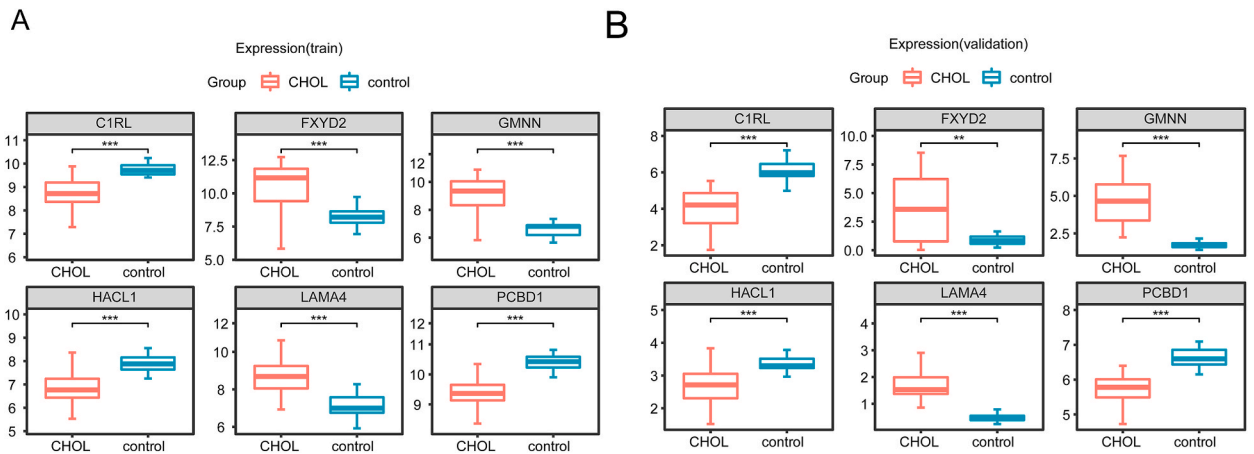 A
Expression(train)
Group CHOL control
C1RL FXYD2 GMNN
*** *** ***
11 10 9 8 7 6
12.5 10.0 7.5 5.0
12 10 8 6
CHOL control CHOL control CHOL control
HACL1 LAMA4 PCBD1
*** *** ***
10 9 8 7 6 5
12 10 8 6
12 11 10 9
CHOL control CHOL control CHOL control
B
Expression(validation)
Group CHOL control
C1RL FXYD2 GMNN
*** ** ***
8 6 4 2
10.0 7.5 5.0 2.5 0.0
7.5 5.0 2.5
CHOL control CHOL control CHOL control
HACL1 LAMA4 PCBD1
*** *** ***
5 4 3 2
4 3 2 1
8 7 6 5
CHOL control CHOL control CHOL control